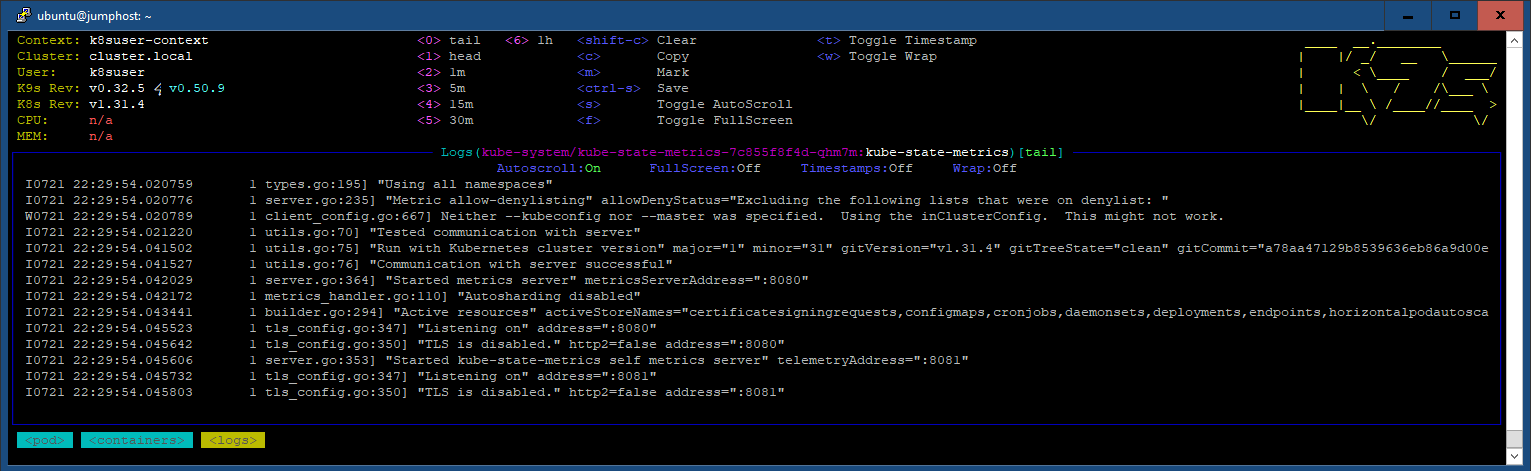 ubuntu@jumphost: ~
Context: k8suser-context <0> tail <6> 1h <shift-c> Clear <t> Toggle Timestamp
Cluster: cluster.local <1> head <c> Copy <w> Toggle Wrap
User: k8suser <2> 1m <m> Mark
K9s Rev: v0.32.5 ⚡ v0.50.9 <3> 5m <ctrl-s> Save
K8s Rev: v1.31.4 <4> 15m <s> Toggle AutoScroll
CPU: n/a <5> 30m <f> Toggle FullScreen
MEM: n/a
Logs(kube-system/kube-state-metrics-7c855f8f4d-qhm7m:kube-state-metrics)[tail]
Autoscroll:On FullScreen:Off Timestamps:Off Wrap:Off
I0721 22:29:54.020759 1 types.go:195] "Using all namespaces"
I0721 22:29:54.020776 1 server.go:235] "Metric allow-denylisting" allowDenyStatus="Excluding the following lists that were on denylist: "
W0721 22:29:54.020789 1 client_config.go:667] Neither --kubeconfig nor --master was specified.  Using the inClusterConfig.  This might not work.
I0721 22:29:54.021220 1 utils.go:70] "Tested communication with server"
I0721 22:29:54.041502 1 utils.go:75] "Run with Kubernetes cluster version" major="1" minor="31" gitVersion="v1.31.4" gitTreeState="clean" gitCommit="a78aa47129b8539636eb86a9d00e
I0721 22:29:54.041527 1 utils.go:76] "Communication with server successful"
I0721 22:29:54.042029 1 server.go:364] "Started metrics server" metricsServerAddress=":8080"
I0721 22:29:54.042172 1 metrics_handler.go:110] "Autosharding disabled"
I0721 22:29:54.043441 1 builder.go:294] "Active resources" activeStoreNames="certificatesigningrequests,configmaps,cronjobs,daemonsets,deployments,endpoints,horizontalpodautosca
I0721 22:29:54.045523 1 tls_config.go:347] "Listening on" address=":8080"
I0721 22:29:54.045642 1 tls_config.go:350] "TLS is disabled." http2=false address=":8080"
I0721 22:29:54.045606 1 server.go:353] "Started kube-state-metrics self metrics server" telemetryAddress=":8081"
I0721 22:29:54.045732 1 tls_config.go:347] "Listening on" address=":8081"
I0721 22:29:54.045803 1 tls_config.go:350] "TLS is disabled." http2=false address=":8081"
<pod> <containers> <logs>